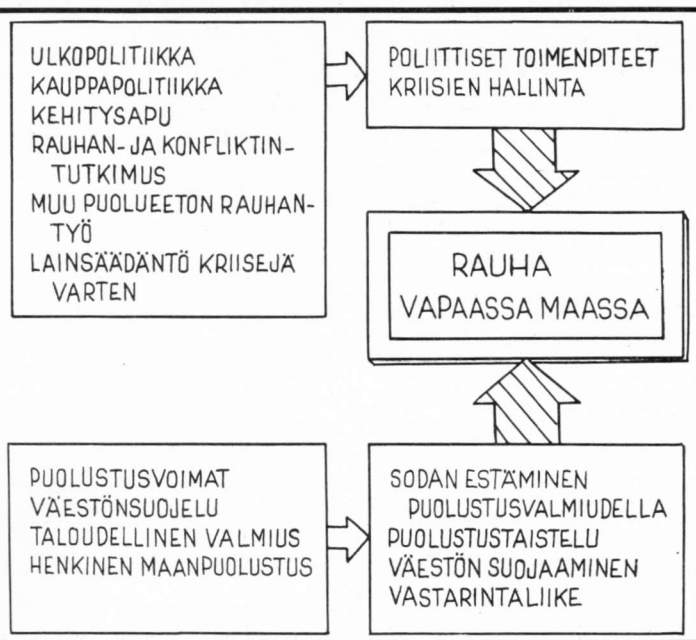 ULKOPOLITIIKKA
KAUPPAPOLITIIKKA
KEHITYSAPU
RAUHAN- JA KONFLIKTIN-
TUTKIMUS
MUU PUOLUEETON RAUHAN-
TYÖ
LAINSÄÄDÄNTÖ KRIISEJÄ
VARTEN
POLIITTISET TOIMENPITEET
KRIISIEN HALLINTA
RAUHA
VAPAASSA MAASSA
PUOLUSTUSVOIMAT
VÄESTÖNSUOJELU
TALOUDELLINEN VALMIUS
HENKINEN MAANPUOLUSTUS
SODAN ESTÄMINEN
PUOLUSTUSVALMIUDELLA
PUOLUSTUSTAISTELU
VÄESTÖN SUOJAAMINEN
VASTARINTALIIKE